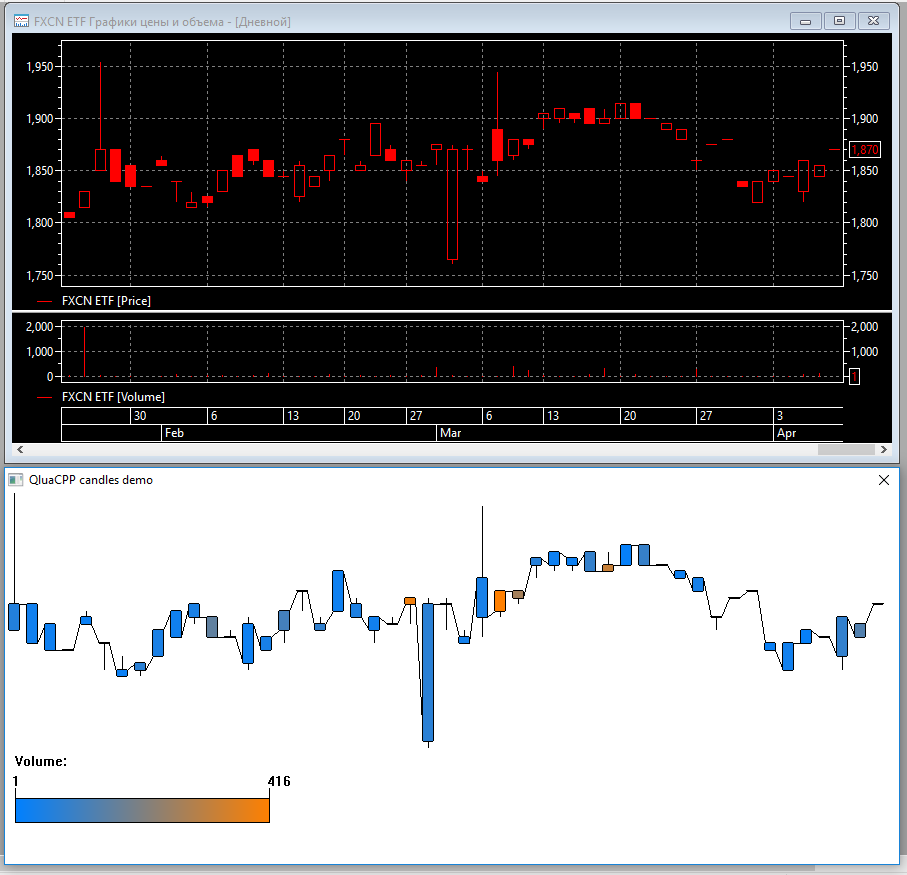 FXCN ETF Графики цены и объема - [Дневной]
1,950 1,950
1,900 1,900
1,870
1,850 1,850
1,800 1,800
1,750 1,750
FXCN ETF [Price]
2,000 2,000
1,000 1,000
0 1
FXCN ETF [Volume]
30 6 13 20 27 6 13 20 27 3
Feb Mar Apr
QluaCPP candles demo
Volume:
1 416